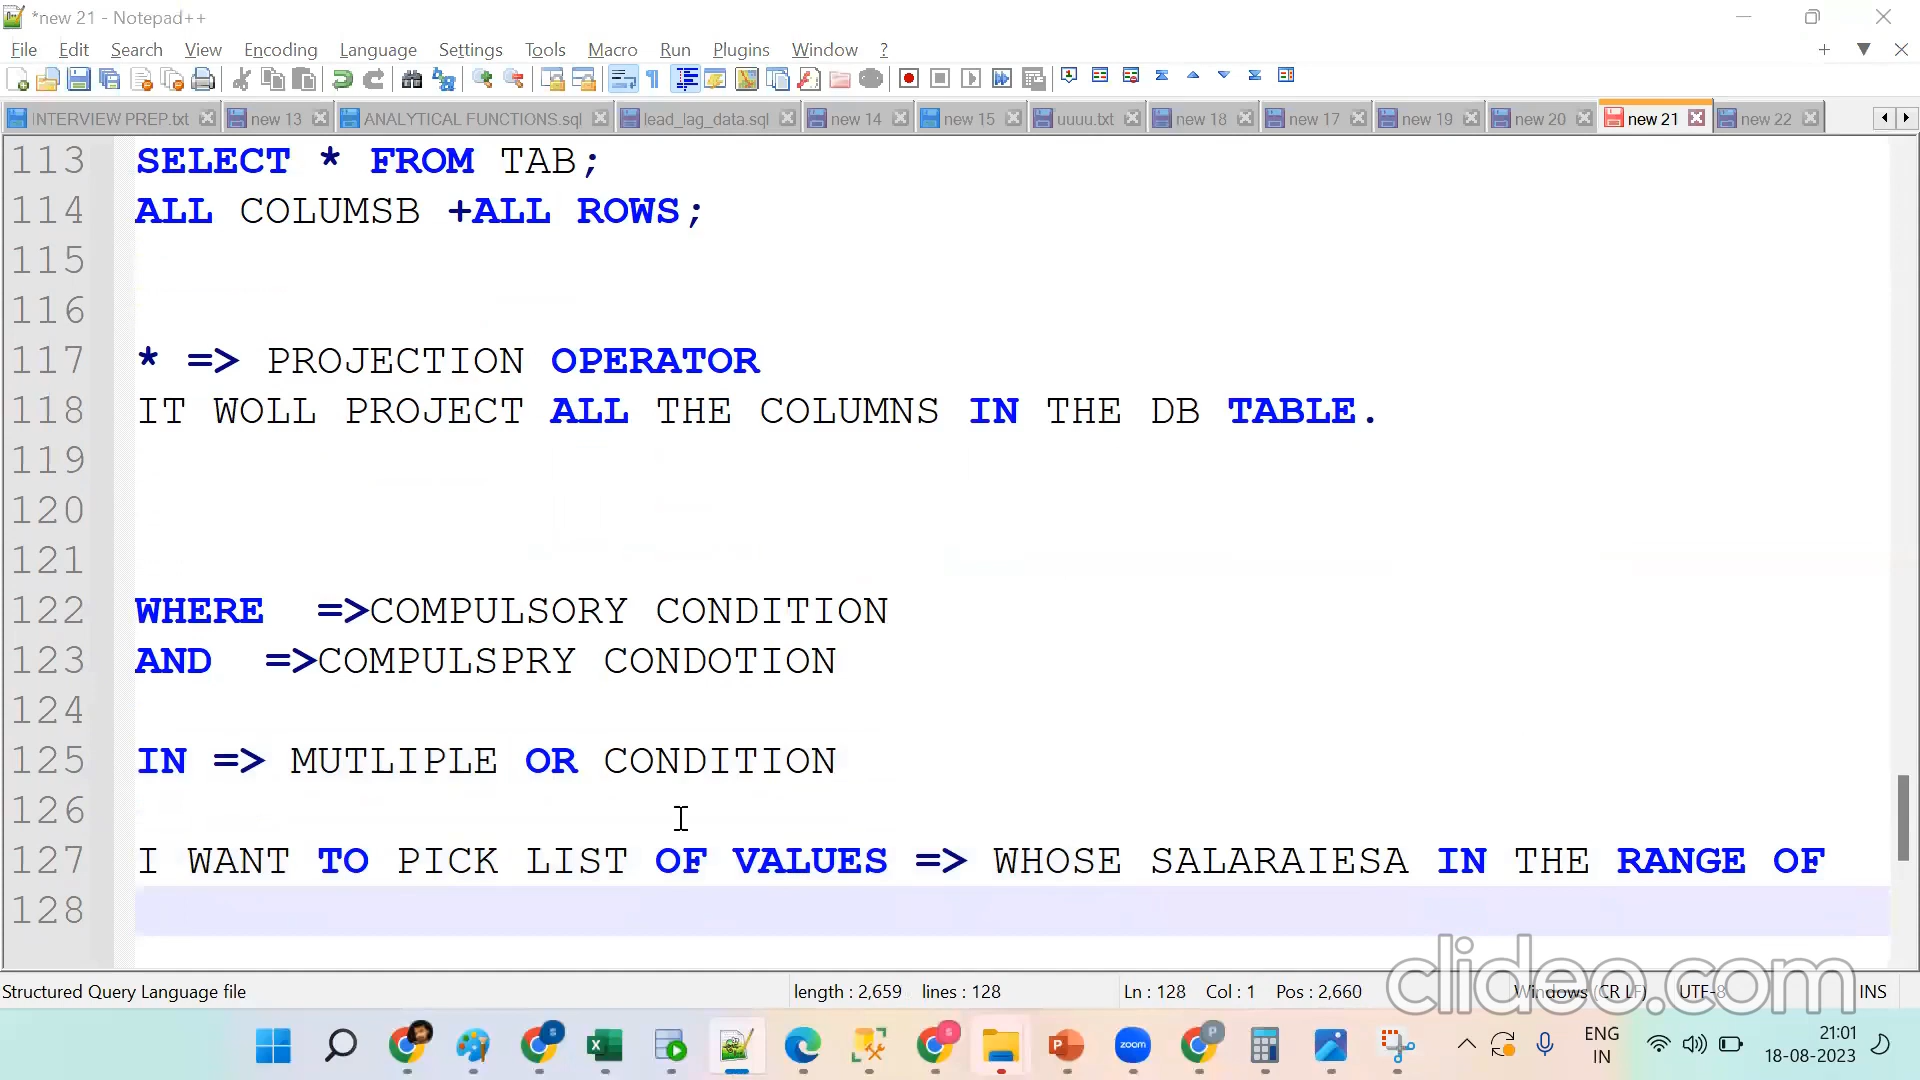 *new 21 - Notepad++
File Edit Search View Encoding Language Settings Tools Macro Run Plugins Window ?
INTERVIEW PREP.txt new 13 ANALYTICAL FUNCTIONS.sql lead_lag_data.sql new 14 new 15 uuuu.txt new 18 new 17 new 19 new 20 new 21 new 22
113 SELECT * FROM TAB;
114 ALL COLUMSB +ALL ROWS;
115
116
117 * => PROJECTION OPERATOR
118 IT WOLL PROJECT ALL THE COLUMNS IN THE DB TABLE.
119
120
121
122 WHERE =>COMPULSORY CONDITION
123 AND =>COMPULSPRY CONDOTION
124
125 IN => MUTLIPLE OR CONDITION
126
127 I WANT TO PICK LIST OF VALUES => WHOSE SALARAIESA IN THE RANGE OF
128
clideo.com
Structured Query Language file length : 2,659 lines : 128 Ln : 128 Col : 1 Pos : 2,660 Windows (CR LF) UTF-8 INS
zoom
ENG
IN
21:01
18-08-2023